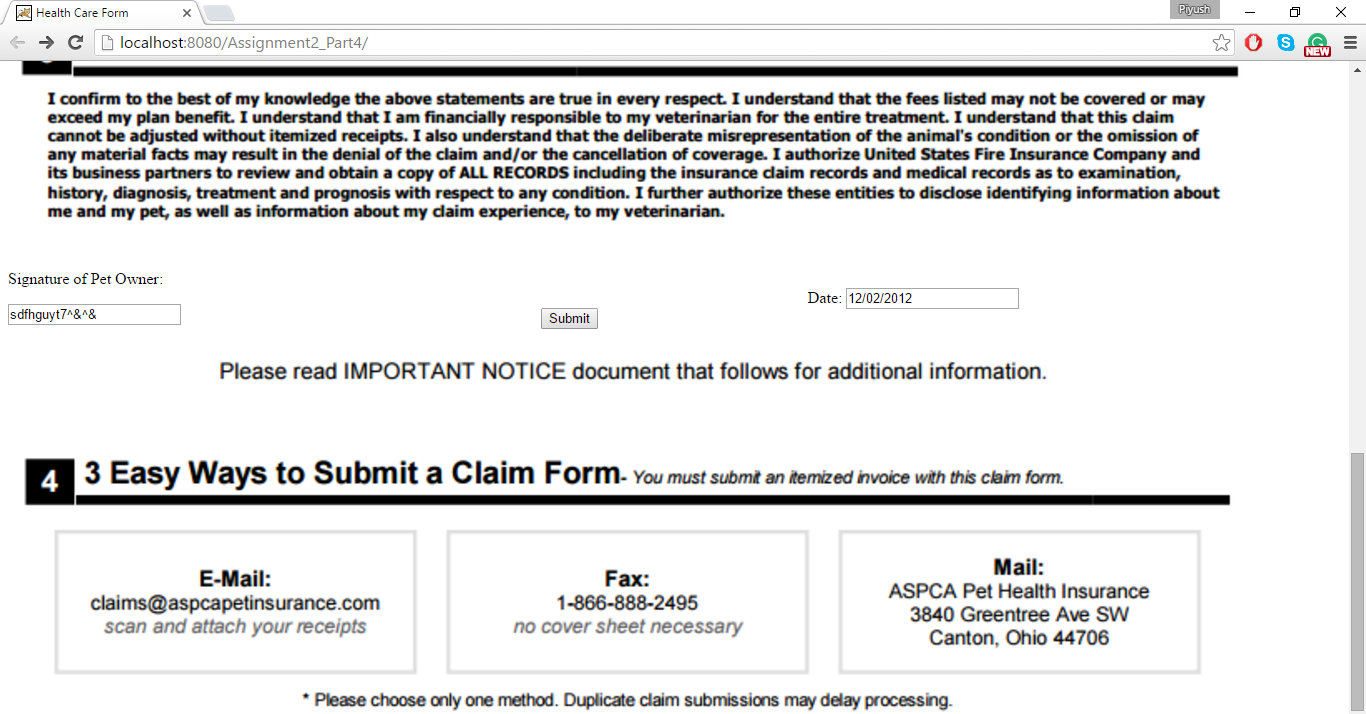 Health Care Form
Piyush
localhost:8080/Assignment2_Part4/
NEW
I confirm to the best of my knowledge the above statements are true in every respect. I understand that the fees listed may not be covered or may
exceed my plan benefit. I understand that I am financially responsible to my veterinarian for the entire treatment. I understand that this claim
cannot be adjusted without itemized receipts. I also understand that the deliberate misrepresentation of the animal's condition or the omission of
any material facts may result in the denial of the claim and/or the cancellation of coverage. I authorize United States Fire Insurance Company and
its business partners to review and obtain a copy of ALL RECORDS including the insurance claim records and medical records as to examination,
history, diagnosis, treatment and prognosis with respect to any condition. I further authorize these entities to disclose identifying information about
me and my pet, as well as information about my claim experience, to my veterinarian.
Signature of Pet Owner:
Date: 12/02/2012
sdfhguyt7^&^&
Submit
Please read IMPORTANT NOTICE document that follows for additional information.
4 3 Easy Ways to Submit a Claim Form- You must submit an itemized invoice with this claim form.
E-Mail:
claims@aspcapetinsurance.com
scan and attach your receipts
Fax:
1-866-888-2495
no cover sheet necessary
Mail:
ASPCA Pet Health Insurance
3840 Greentree Ave SW
Canton, Ohio 44706
* Please choose only one method. Duplicate claim submissions may delay processing.